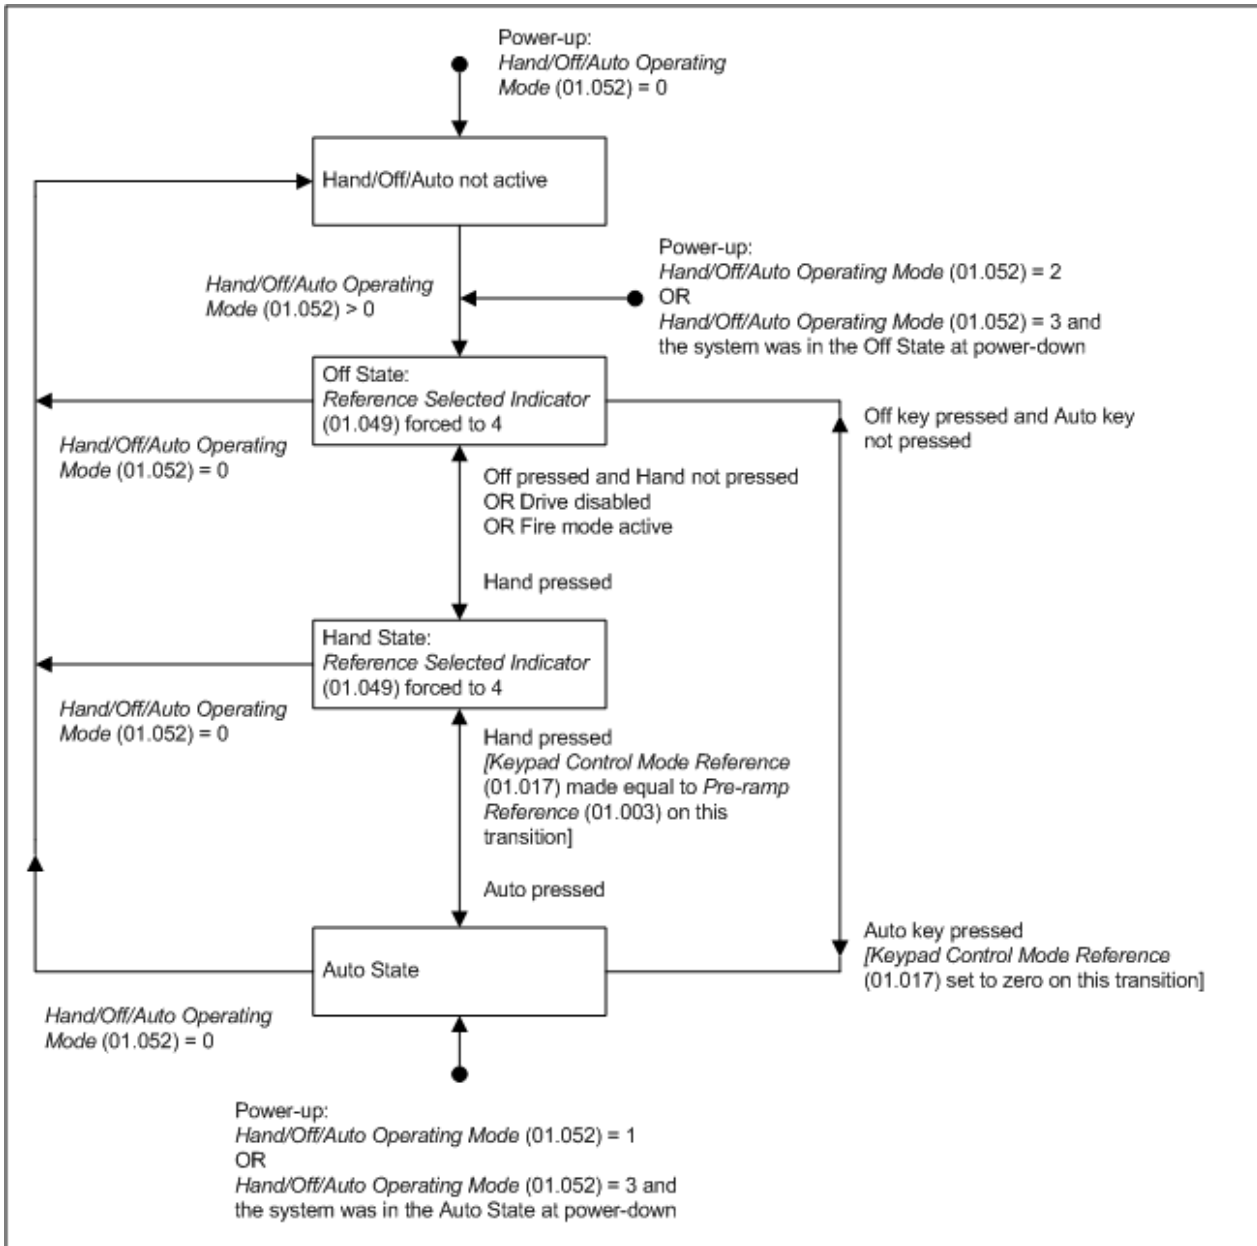 Power-up:
Hand/Off/Auto Operating
Mode (01.052) = 0
Hand/Off/Auto not active
Power-up:
Hand/Off/Auto Operating Mode (01.052) = 2
OR
Hand/Off/Auto Operating Mode (01.052) = 3 and
the system was in the Off State at power-down
Hand/Off/Auto Operating
Mode (01.052) > 0
Off State:
Reference Selected Indicator
(01.049) forced to 4
Off key pressed and Auto key
not pressed
Hand/Off/Auto Operating
Mode (01.052) = 0
Off pressed and Hand not pressed
OR Drive disabled
OR Fire mode active
Hand pressed
Hand State:
Reference Selected Indicator
(01.049) forced to 4
Hand/Off/Auto Operating
Mode (01.052) = 0
Hand pressed
[Keypad Control Mode Reference
(01.017) made equal to Pre-ramp
Reference (01.003) on this
transition]
Auto pressed
Auto State
Auto key pressed
[Keypad Control Mode Reference
(01.017) set to zero on this transition]
Hand/Off/Auto Operating
Mode (01.052) = 0
Power-up:
Hand/Off/Auto Operating Mode (01.052) = 1
OR
Hand/Off/Auto Operating Mode (01.052) = 3 and
the system was in the Auto State at power-down